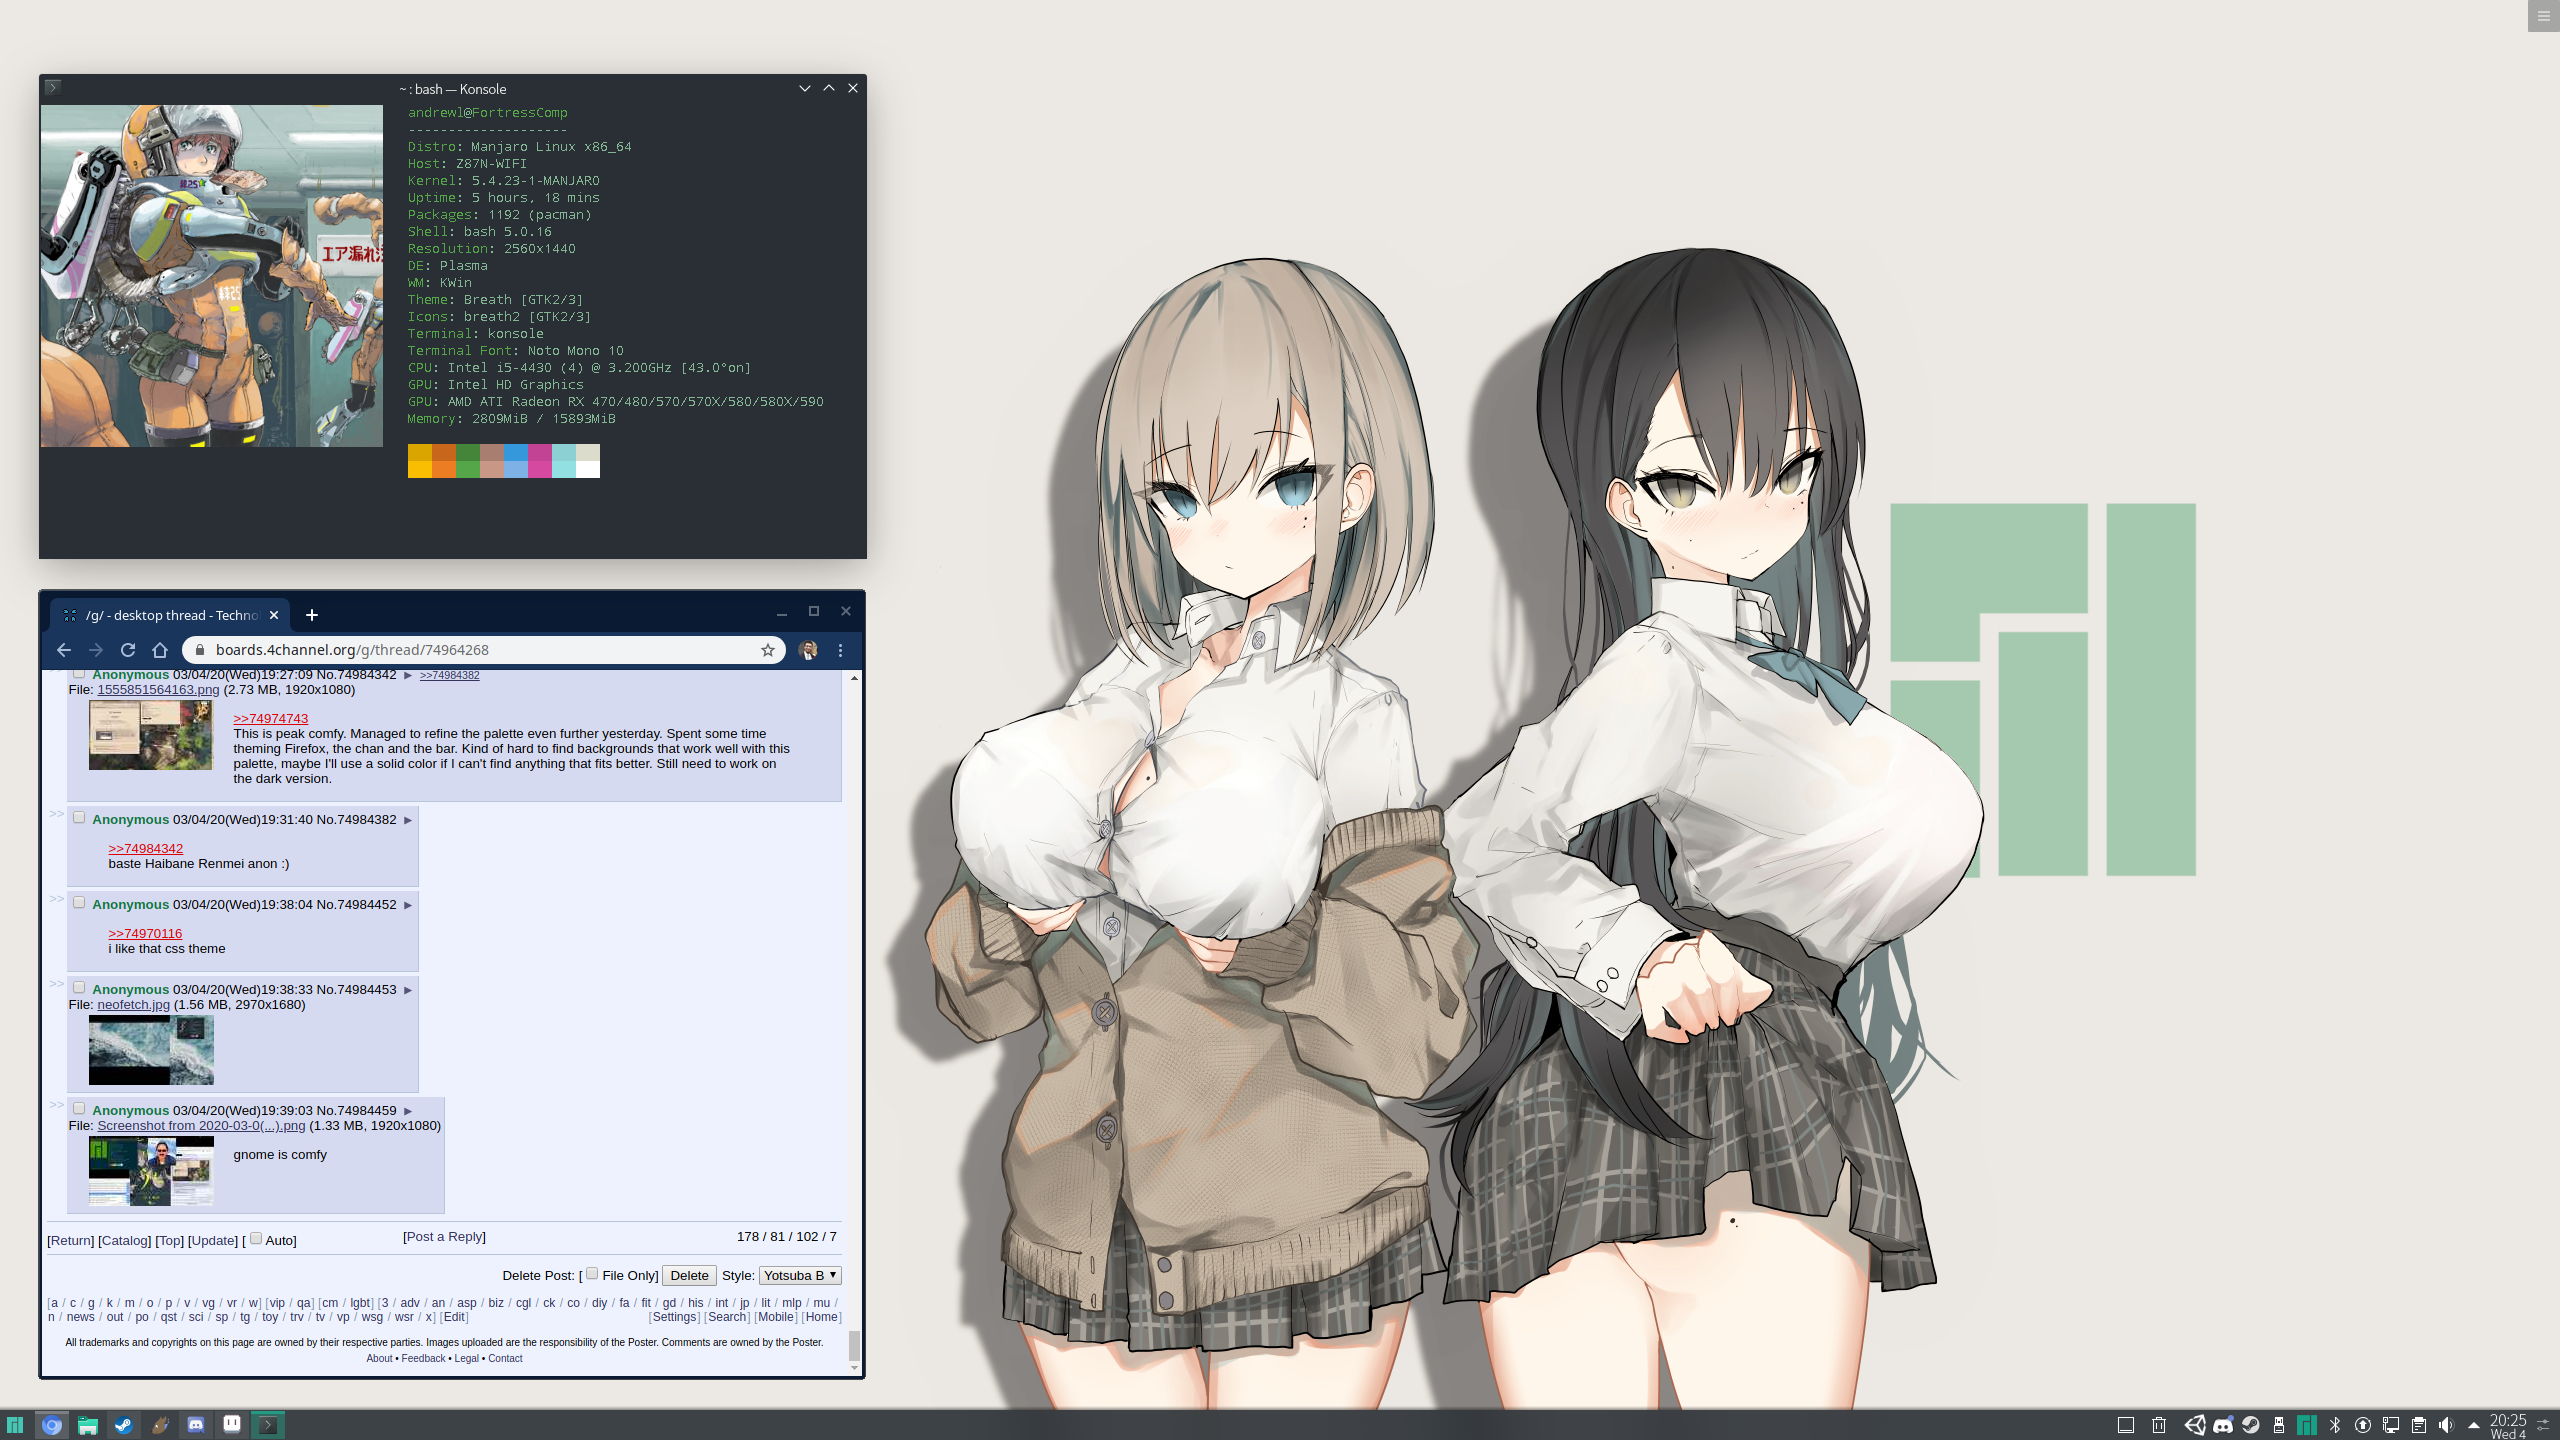 ~ : bash — Konsole
andrewl@FortressComp
--------------------
Distro: Manjaro Linux x86_64
Host: Z87N-WIFI
Kernel: 5.4.23-1-MANJARO
Uptime: 5 hours, 18 mins
Packages: 1192 (pacman)
Shell: bash 5.0.16
Resolution: 2560x1440
DE: Plasma
WM: KWin
Theme: Breath [GTK2/3]
Icons: breath2 [GTK2/3]
Terminal: konsole
Terminal Font: Noto Mono 10
CPU: Intel i5-4430 (4) @ 3.200GHz [43.0°on]
GPU: Intel HD Graphics
GPU: AMD ATI Radeon RX 470/480/570/570X/580/580X/590
Memory: 2809MiB / 15893MiB
エア漏れ
/g/ - desktop thread - Techno
boards.4channel.org/g/thread/74964268
Anonymous 03/04/20(Wed)19:27:09 No.74984342 ► >>74984382
File: 1555851564163.png (2.73 MB, 1920x1080)
>>74974743
This is peak comfy. Managed to refine the palette even further yesterday. Spent some time
theming Firefox, the chan and the bar. Kind of hard to find backgrounds that work well with this
palette, maybe I'll use a solid color if I can't find anything that fits better. Still need to work on
the dark version.
>> Anonymous 03/04/20(Wed)19:31:40 No.74984382 ►
>>74984342
baste Haibane Renmei anon :)
>> Anonymous 03/04/20(Wed)19:38:04 No.74984452 ►
>>74970116
i like that css theme
>> Anonymous 03/04/20(Wed)19:38:33 No.74984453 ►
File: neofetch.jpg (1.56 MB, 2970x1680)
>> Anonymous 03/04/20(Wed)19:39:03 No.74984459 ►
File: Screenshot from 2020-03-0(...).png (1.33 MB, 1920x1080)
gnome is comfy
[Return] [Catalog] [Top] [Update] [ Auto] [Post a Reply] 178 / 81 / 102 / 7
Delete Post: [ File Only] Delete Style: Yotsuba B
[a / c / g / k / m / o / p / v / vg / vr / w] [vip / qa] [cm / lgbt] [3 / adv / an / asp / biz / cgl / ck / co / diy / fa / fit / gd / his / int / jp / lit / mlp / mu /
n / news / out / po / qst / sci / sp / tg / toy / trv / tv / vp / wsg / wsr / x] [Edit] [Settings] [Search] [Mobile] [Home]
All trademarks and copyrights on this page are owned by their respective parties. Images uploaded are the responsibility of the Poster. Comments are owned by the Poster.
About • Feedback • Legal • Contact
20:25
Wed 4